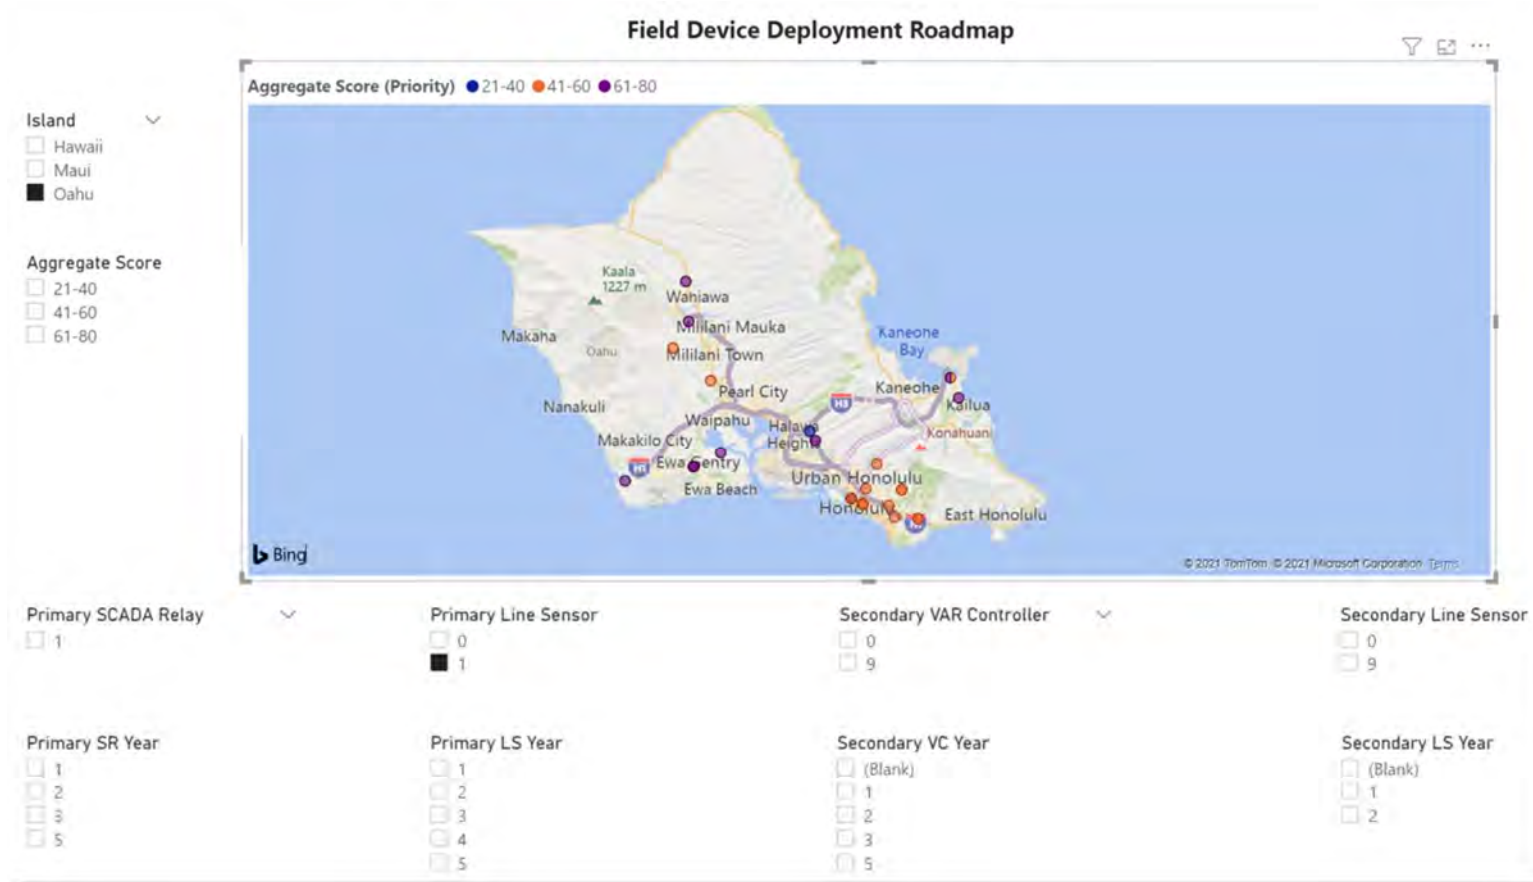 Field Device Deployment Roadmap
Aggregate Score (Priority) 21-40 41-60 61-80
Island
Hawaii
Maui
Oahu
Aggregate Score
21-40
41-60
61-80
Kaala
1227 m
Wahiawa
Mililani Mauka
Makaha
Oahu
Mililani Town
Kaneohe
Bay
Pearl City
Kaneohe
Nanakuli
Kailua
Waipahu
Halawa
Heights
H3
Konahuani
Makakilo City
H1
Ewa Gentry
Urban Honolulu
Ewa Beach
Honolulu
East Honolulu
Bing
© 2021 TomTom © 2021 Microsoft Corporation Terms
Primary SCADA Relay
1
Primary Line Sensor
0
1
Secondary VAR Controller
0
9
Secondary Line Sensor
0
9
Primary SR Year
1
2
3
5
Primary LS Year
1
2
3
4
5
Secondary VC Year
(Blank)
1
2
3
5
Secondary LS Year
(Blank)
1
2